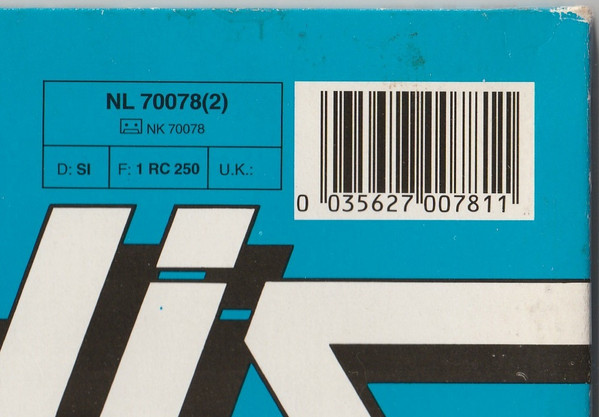 NL 70078(2)
NK 70078
D: SI F: 1 RC 250 U.K.:
0 035627 007811